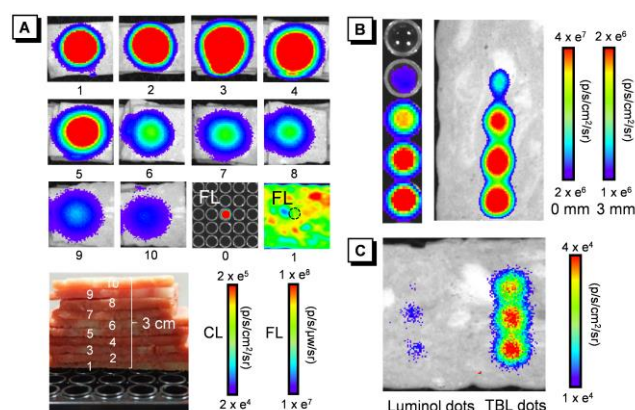 A
1 2 3 4
5 6 7 8
FL FL
9 10 0 1
10
9
8
7
6
5
4
3
2
1
3 cm
2 x e⁵
CL
(p/s/cm²/sr)
2 x e⁴
1 x e⁸
FL
(p/s/µw/sr)
1 x e⁷
B
4 x e⁷
(p/s/cm²/sr)
2 x e⁶
0 mm
2 x e⁶
(p/s/cm²/sr)
1 x e⁶
3 mm
C
4 x e⁴
(p/s/cm²/sr)
1 x e⁴
Luminol dots TBL dots